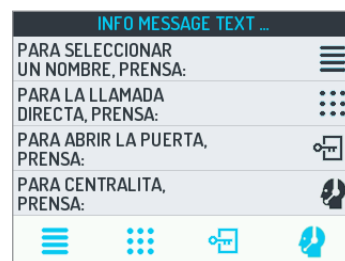 INFO MESSAGE TEXT ...
PARA SELECCIONAR
UN NOMBRE, PRENSA:
PARA LA LLAMADA
DIRECTA, PRENSA:
PARA ABRIR LA PUERTA,
PRENSA:
PARA CENTRALITA,
PRENSA: